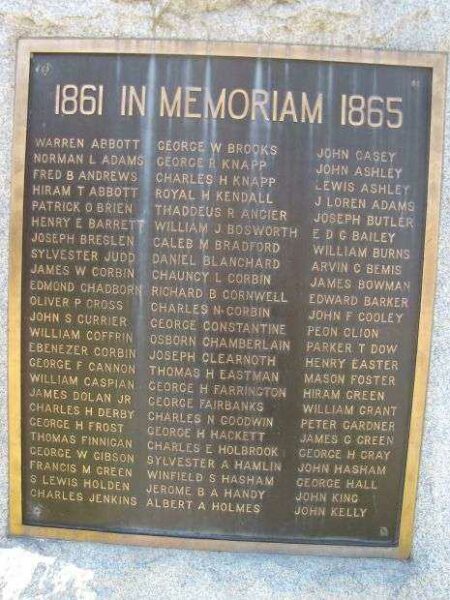 1861 IN MEMORIAM 1865
WARREN ABBOTT
NORMAN L ADAMS
FRED B ANDREWS
HIRAM T ABBOTT
PATRICK O BRIEN
HENRY E BARRETT
JOSEPH BRESLEN
SYLVESTER JUDD
JAMES W CORBIN
EDMOND CHADBORN
OLIVER P CROSS
JOHN S CURRIER
WILLIAM COFFRIN
EBENEZER CORBIN
GEORGE F CANNON
WILLIAM CASPIAN
JAMES DOLAN JR
CHARLES H DERBY
GEORGE H FROST
THOMAS FINNIGAN
GEORGE W GIBSON
FRANCIS M GREEN
S LEWIS HOLDEN
CHARLES JENKINS
GEORGE W BROOKS
GEORGE R KNAPP
CHARLES H KNAPP
ROYAL H KENDALL
THADDEUS R ANGIER
WILLIAM J BOSWORTH
CALEB M BRADFORD
DANIEL BLANCHARD
CHAUNCY L CORBIN
RICHARD B CORNWELL
CHARLES N CORBIN
GEORGE CONSTANTINE
OSBORN CHAMBERLAIN
JOSEPH CLEARNOTH
THOMAS H EASTMAN
GEORGE H FARRINGTON
GEORGE FAIRBANKS
CHARLES N GOODWIN
GEORGE H HACKETT
CHARLES E HOLBROOK
SYLVESTER A HAMLIN
WINFIELD S HASHAM
JEROME B A HANDY
ALBERT A HOLMES
JOHN CASEY
JOHN ASHLEY
LEWIS ASHLEY
J LOREN ADAMS
JOSEPH BUTLER
E D G BAILEY
WILLIAM BURNS
ARVIN G BEMIS
JAMES BOWMAN
EDWARD BARKER
JOHN F COOLEY
PEON CLION
PARKER T DOW
HENRY EASTER
MASON FOSTER
HIRAM GREEN
WILLIAM GRANT
PETER GARDNER
JAMES G GREEN
GEORGE H GRAY
JOHN HASHAM
GEORGE HALL
JOHN KING
JOHN KELLY